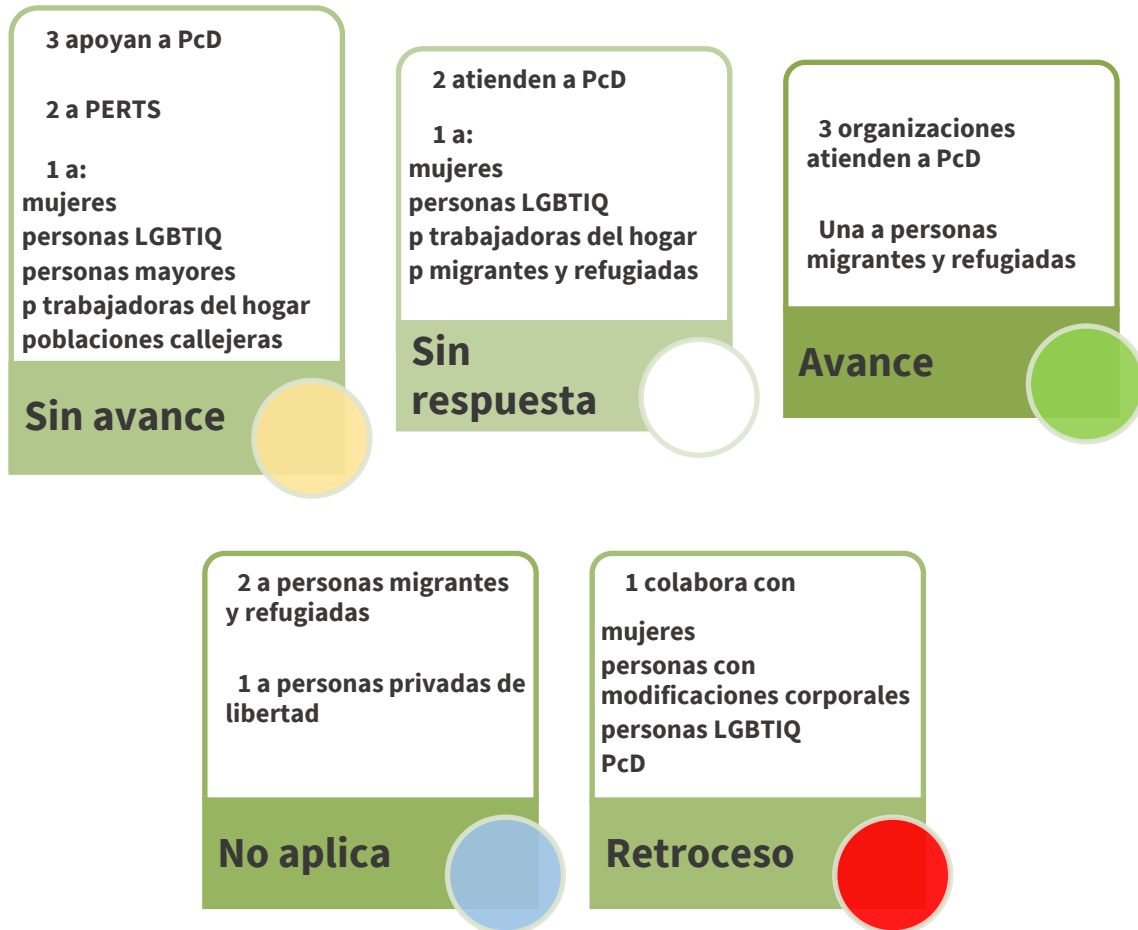 3 apoyan a PcD
2 a PERTS
1 a:
mujeres
personas LGBTIQ
personas mayores
p trabajadoras del hogar
poblaciones callejeras
Sin avance
2 atienden a PcD
1 a:
mujeres
personas LGBTIQ
p trabajadoras del hogar
p migrantes y refugiadas
Sin
respuesta
3 organizaciones
atienden a PcD
Una a personas
migrantes y refugiadas
Avance
2 a personas migrantes
y refugiadas
1 a personas privadas de
libertad
No aplica
1 colabora con
mujeres
personas con
modificaciones corporales
personas LGBTIQ
PcD
Retroceso